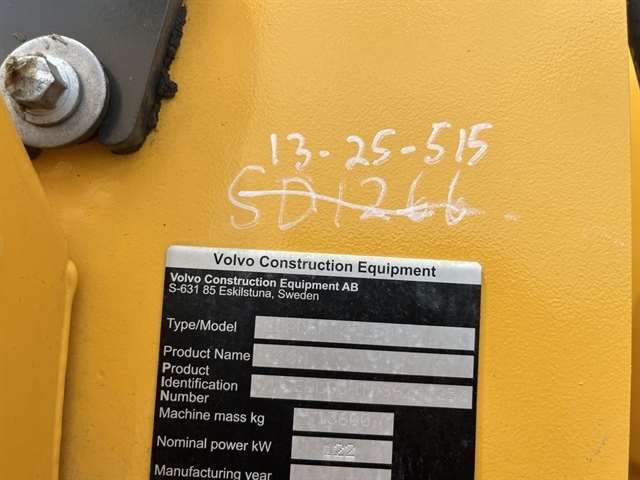 13-25-515
SD1266
Volvo Construction Equipment
Volvo Construction Equipment AB
S-631 85 Eskilstuna, Sweden
Type/Model
Product Name
Product
Identification
Number
Machine mass kg
Nominal power kW 122
Manufacturing year